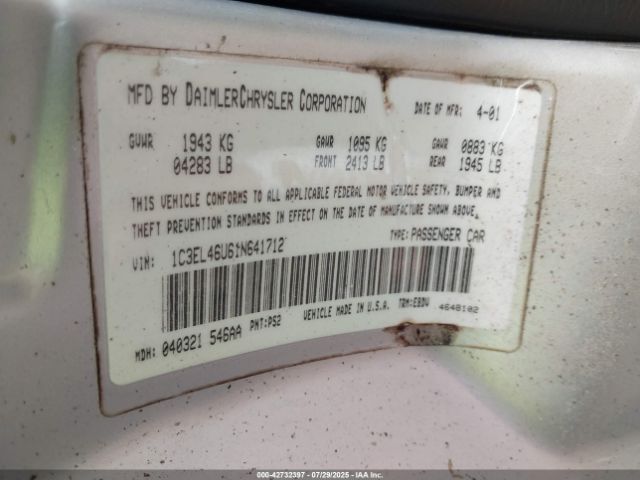 MFD BY DAIMLERCHRYSLER CORPORATION DATE OF MFR: 4-01
GVWR 1943 KG GAWR 1095 KG GAWR 0883 KG
04283 LB FRONT 2413 LB REAR 1945 LB
THIS VEHICLE CONFORMS TO ALL APPLICABLE FEDERAL MOTOR VEHICLE SAFETY, BUMPER AND
THEFT PREVENTION STANDARDS IN EFFECT ON THE DATE OF MANUFACTURE SHOWN ABOVE.
VIN: 1C3EL46U61N641712 TYPE: PASSENGER CAR
VEHICLE MADE IN U.S.A. TRM:EBDV 4648102
MDH: 040321 546AA PNT:PS2
000-42732397 | 07/29/2025 - IAAI.COM